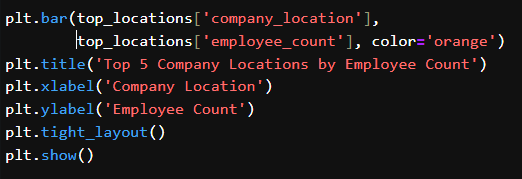 plt.bar(top_locations['company_location'],
        top_locations['employee_count'], color='orange')
plt.title('Top 5 Company Locations by Employee Count')
plt.xlabel('Company Location')
plt.ylabel('Employee Count')
plt.tight_layout()
plt.show()